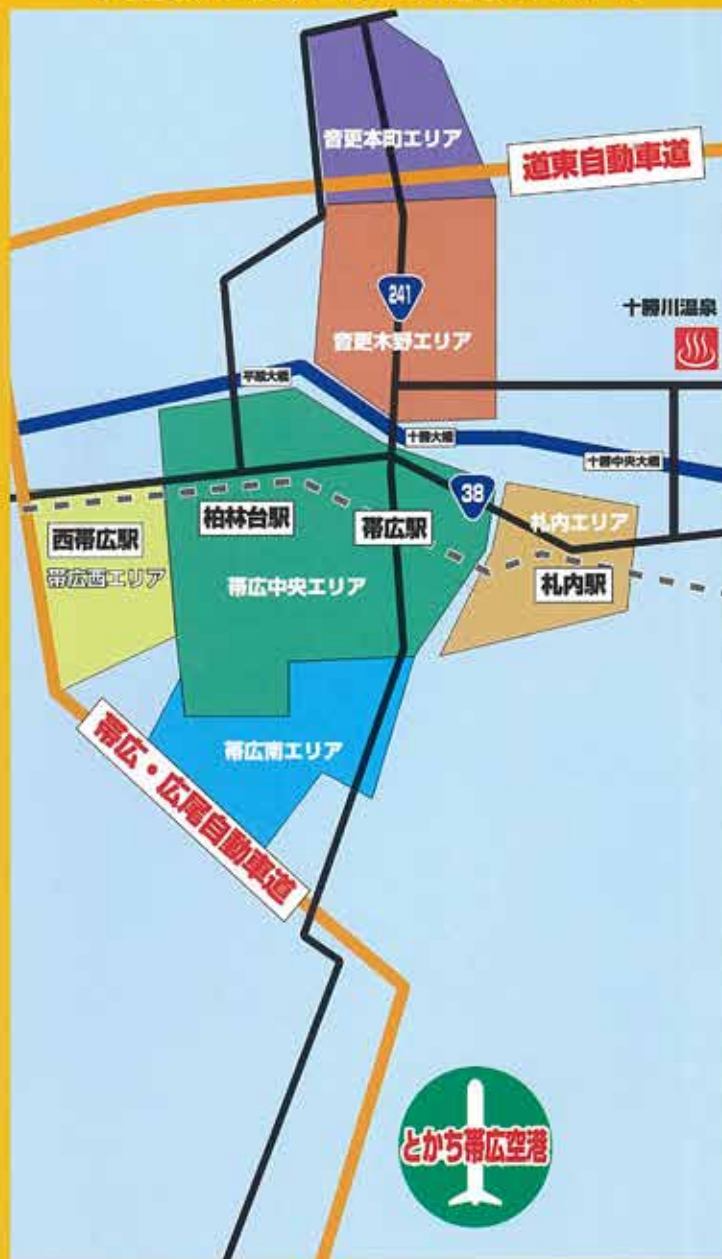 音更本町エリア
道東自動車道
241
十勝川温泉
音更木野エリア
平原大橋
十勝大橋
十勝中央大橋
38
札内エリア
西帯広駅
柏林台駅
帯広駅
帯広西エリア
帯広中央エリア
札内駅
帯広南エリア
帯広・広尾自動車道
とかち帯広空港